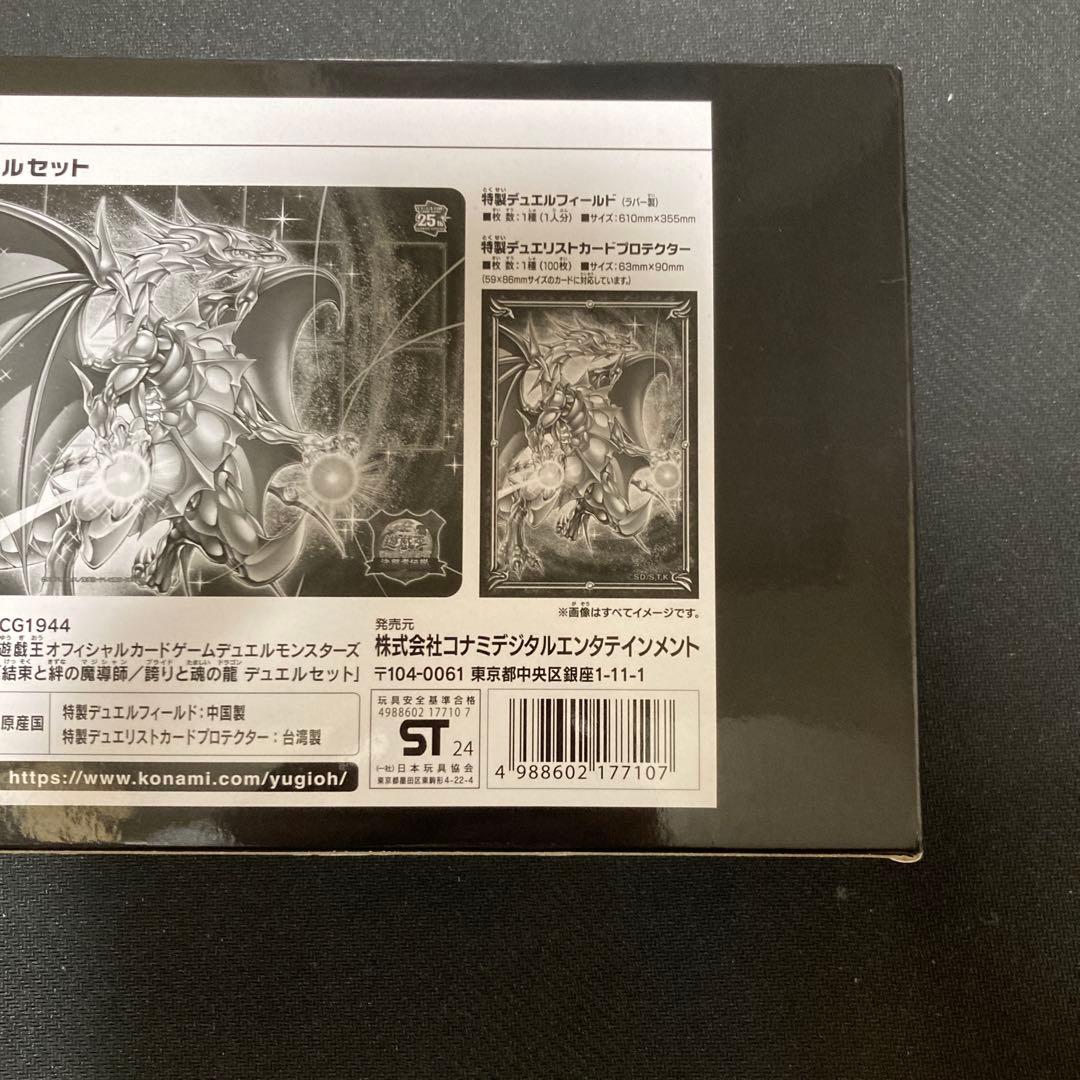 ルセット
25th
特製デュエルフィールド (ラバー製)
■枚 数：1種（1人分） ■サイズ：610mm×355mm
特製デュエリストカードプロテクター
■枚 数：1種（100枚） ■サイズ：63mm×90mm
(59×86mmサイズのカードに対応しています。)
遊戯王
決闘者伝説
©SD/S,T,K
※画像はすべてイメージです。
CG1944
遊戯王オフィシャルカードゲームデュエルモンスターズ
「結束と絆の魔導師／誇りと魂の龍 デュエルセット」
原産国
特製デュエルフィールド：中国製
特製デュエリストカードプロテクター：台湾製
https://www.konami.com/yugioh/
発売元
株式会社コナミデジタルエンタテインメント
〒104-0061 東京都中央区銀座1-11-1
玩具安全基準合格
4988602 17710 7
ST 24
(一社)日本玩具協会
東京都墨田区東駒形4-22-4
4 988602 177107